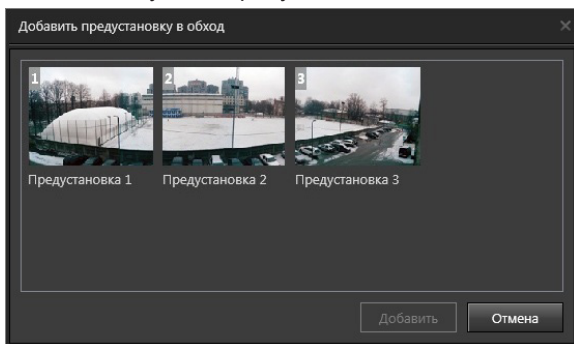 Добавить предустановку в обход
1
2
3
Предустановка 1
Предустановка 2
Предустановка 3
Добавить
Отмена